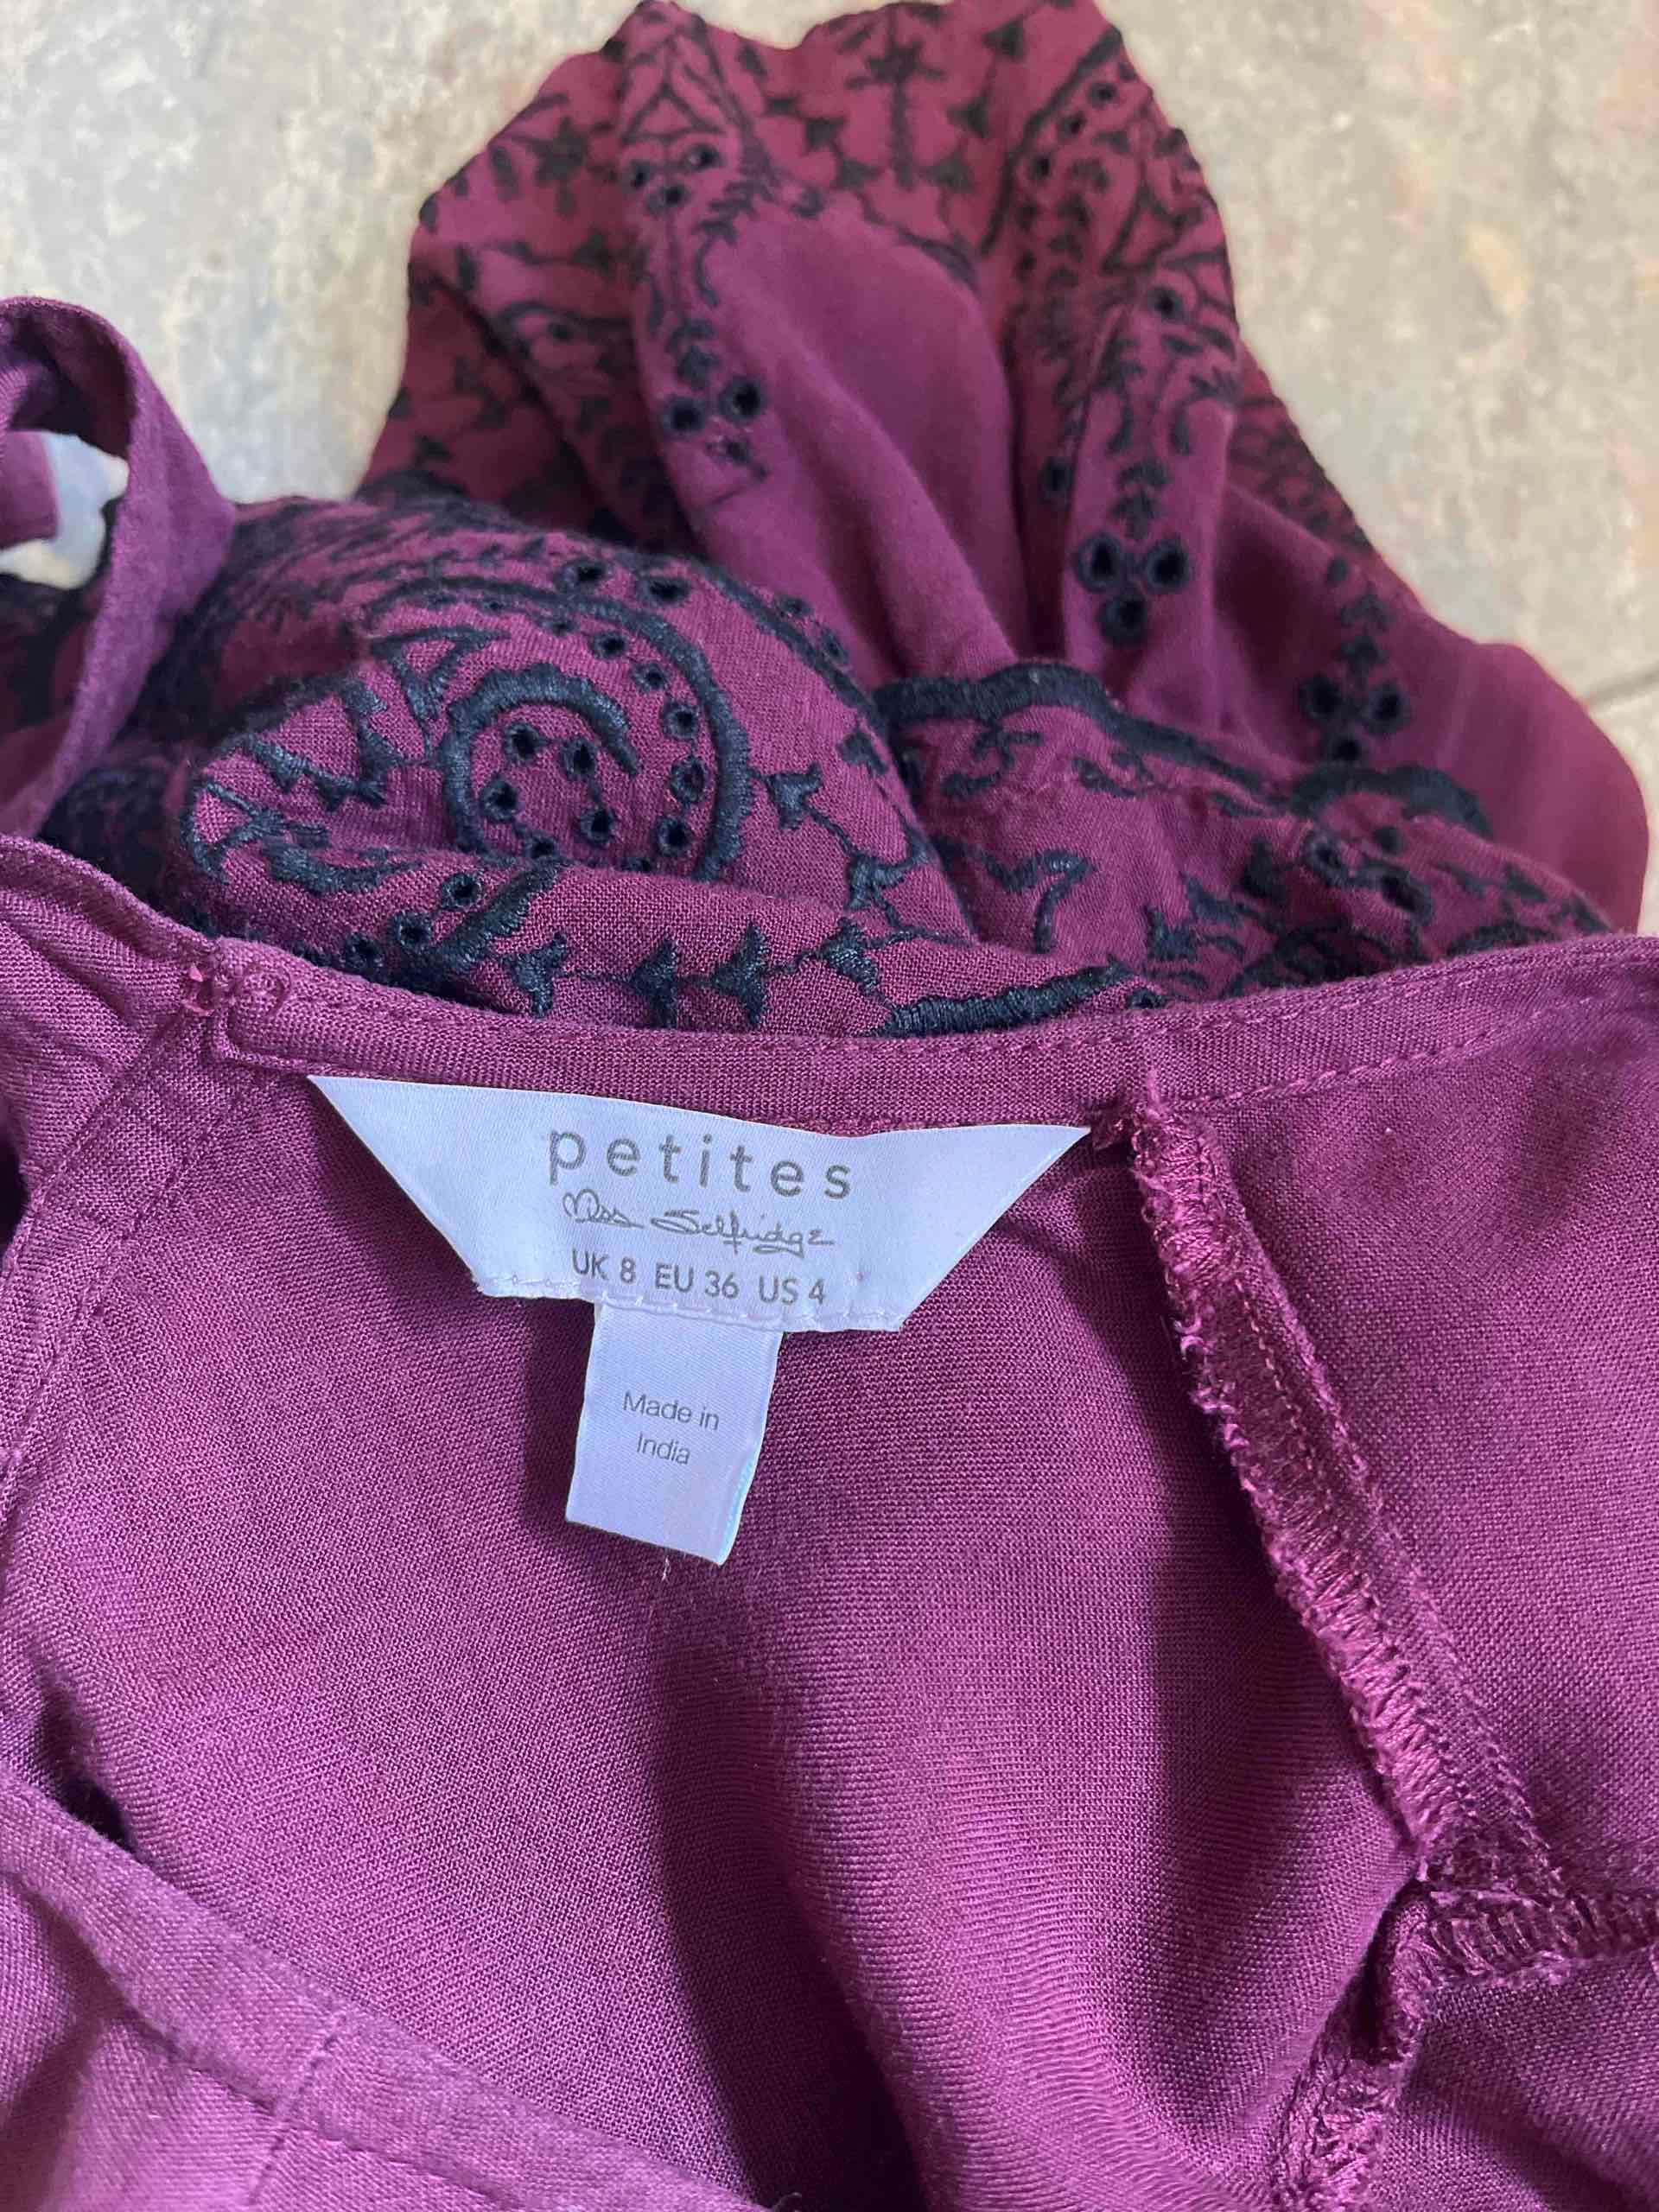 petites
Miss Selfridge
UK 8 EU 36 US 4
Made in
India